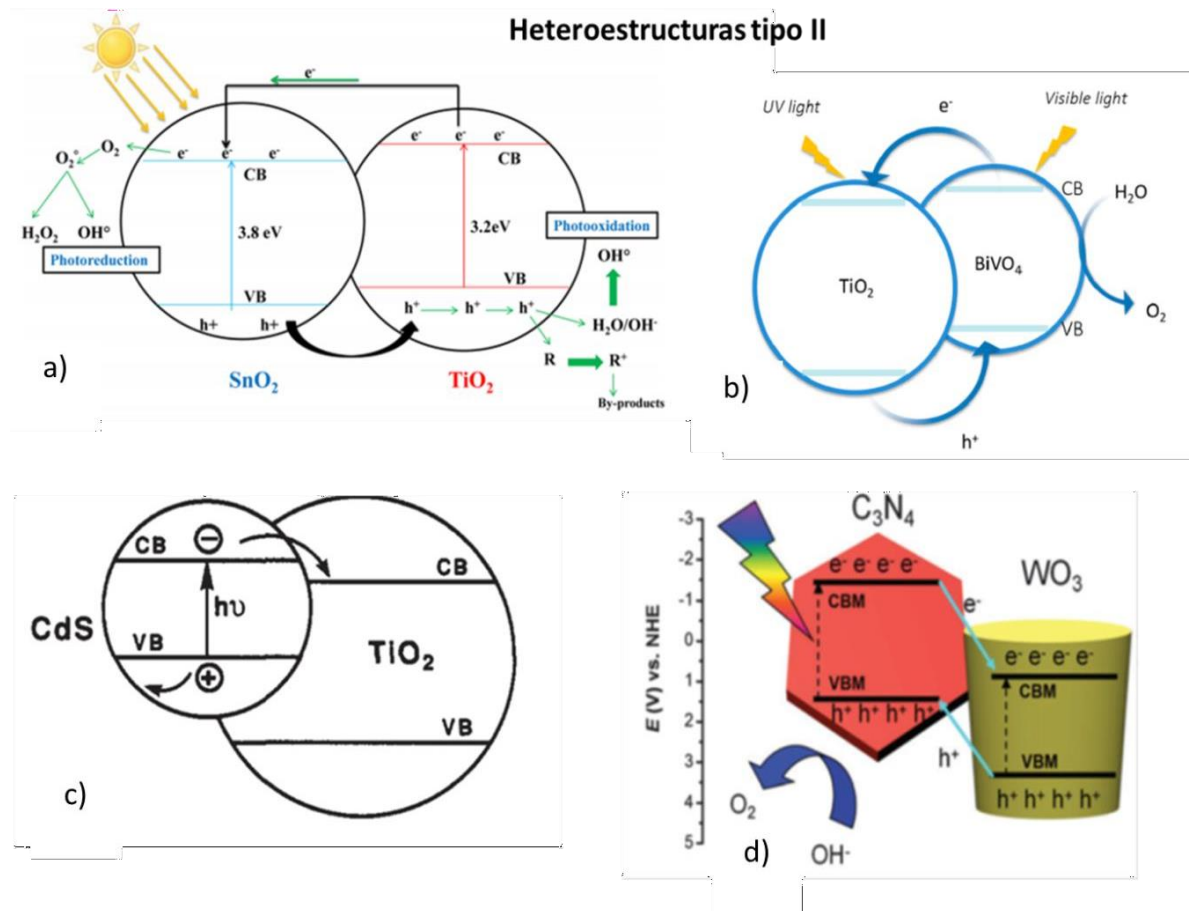 Heteroestructuras tipo II
e-
O₂
O₂°
e- e- e-
CB
H₂O₂ OH°
Photoreduction
3.8 eV
VB
h+ h+
SnO₂
e- e- e-
CB
3.2eV
VB
h⁺ h⁺ h⁺
TiO₂
Photooxidation
OH°
H₂O/OH-
R R⁺
By-products
a)
UV light
e-
Visible light
CB
H₂O
TiO₂
BiVO₄
VB
O₂
h⁺
b)
CB −
hυ
CdS
VB
+
CB
TiO₂
VB
c)
C₃N₄
WO₃
E (V) vs. NHE
-3
-2
-1
0
1
2
3
4
5
e- e- e- e-
CBM
e-
VBM
h⁺ h⁺ h⁺ h⁺
h⁺
e- e- e- e-
CBM
VBM
h⁺ h⁺ h⁺ h⁺
O₂
OH-
d)